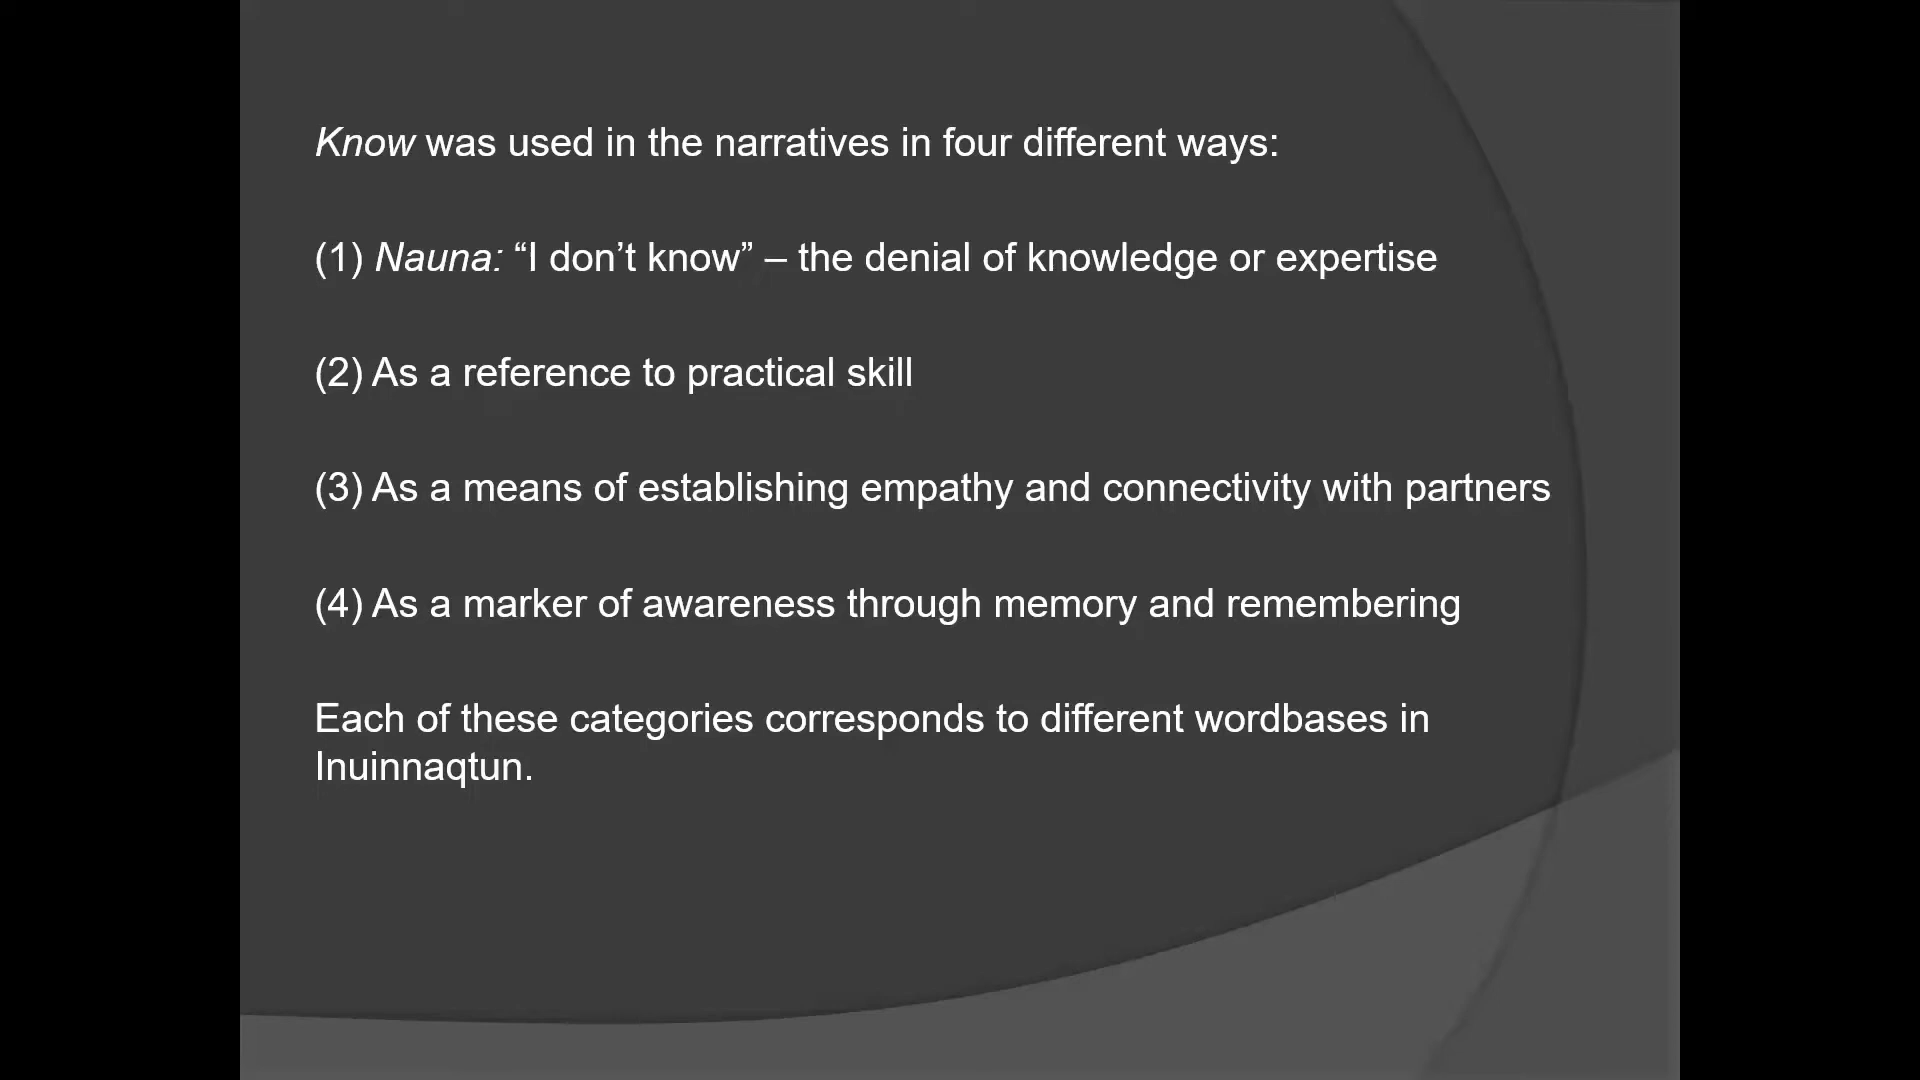 Know was used in the narratives in four different ways:
(1) Nauna: “I don’t know” – the denial of knowledge or expertise
(2) As a reference to practical skill
(3) As a means of establishing empathy and connectivity with partners
(4) As a marker of awareness through memory and remembering
Each of these categories corresponds to different wordbases in
Inuinnaqtun.